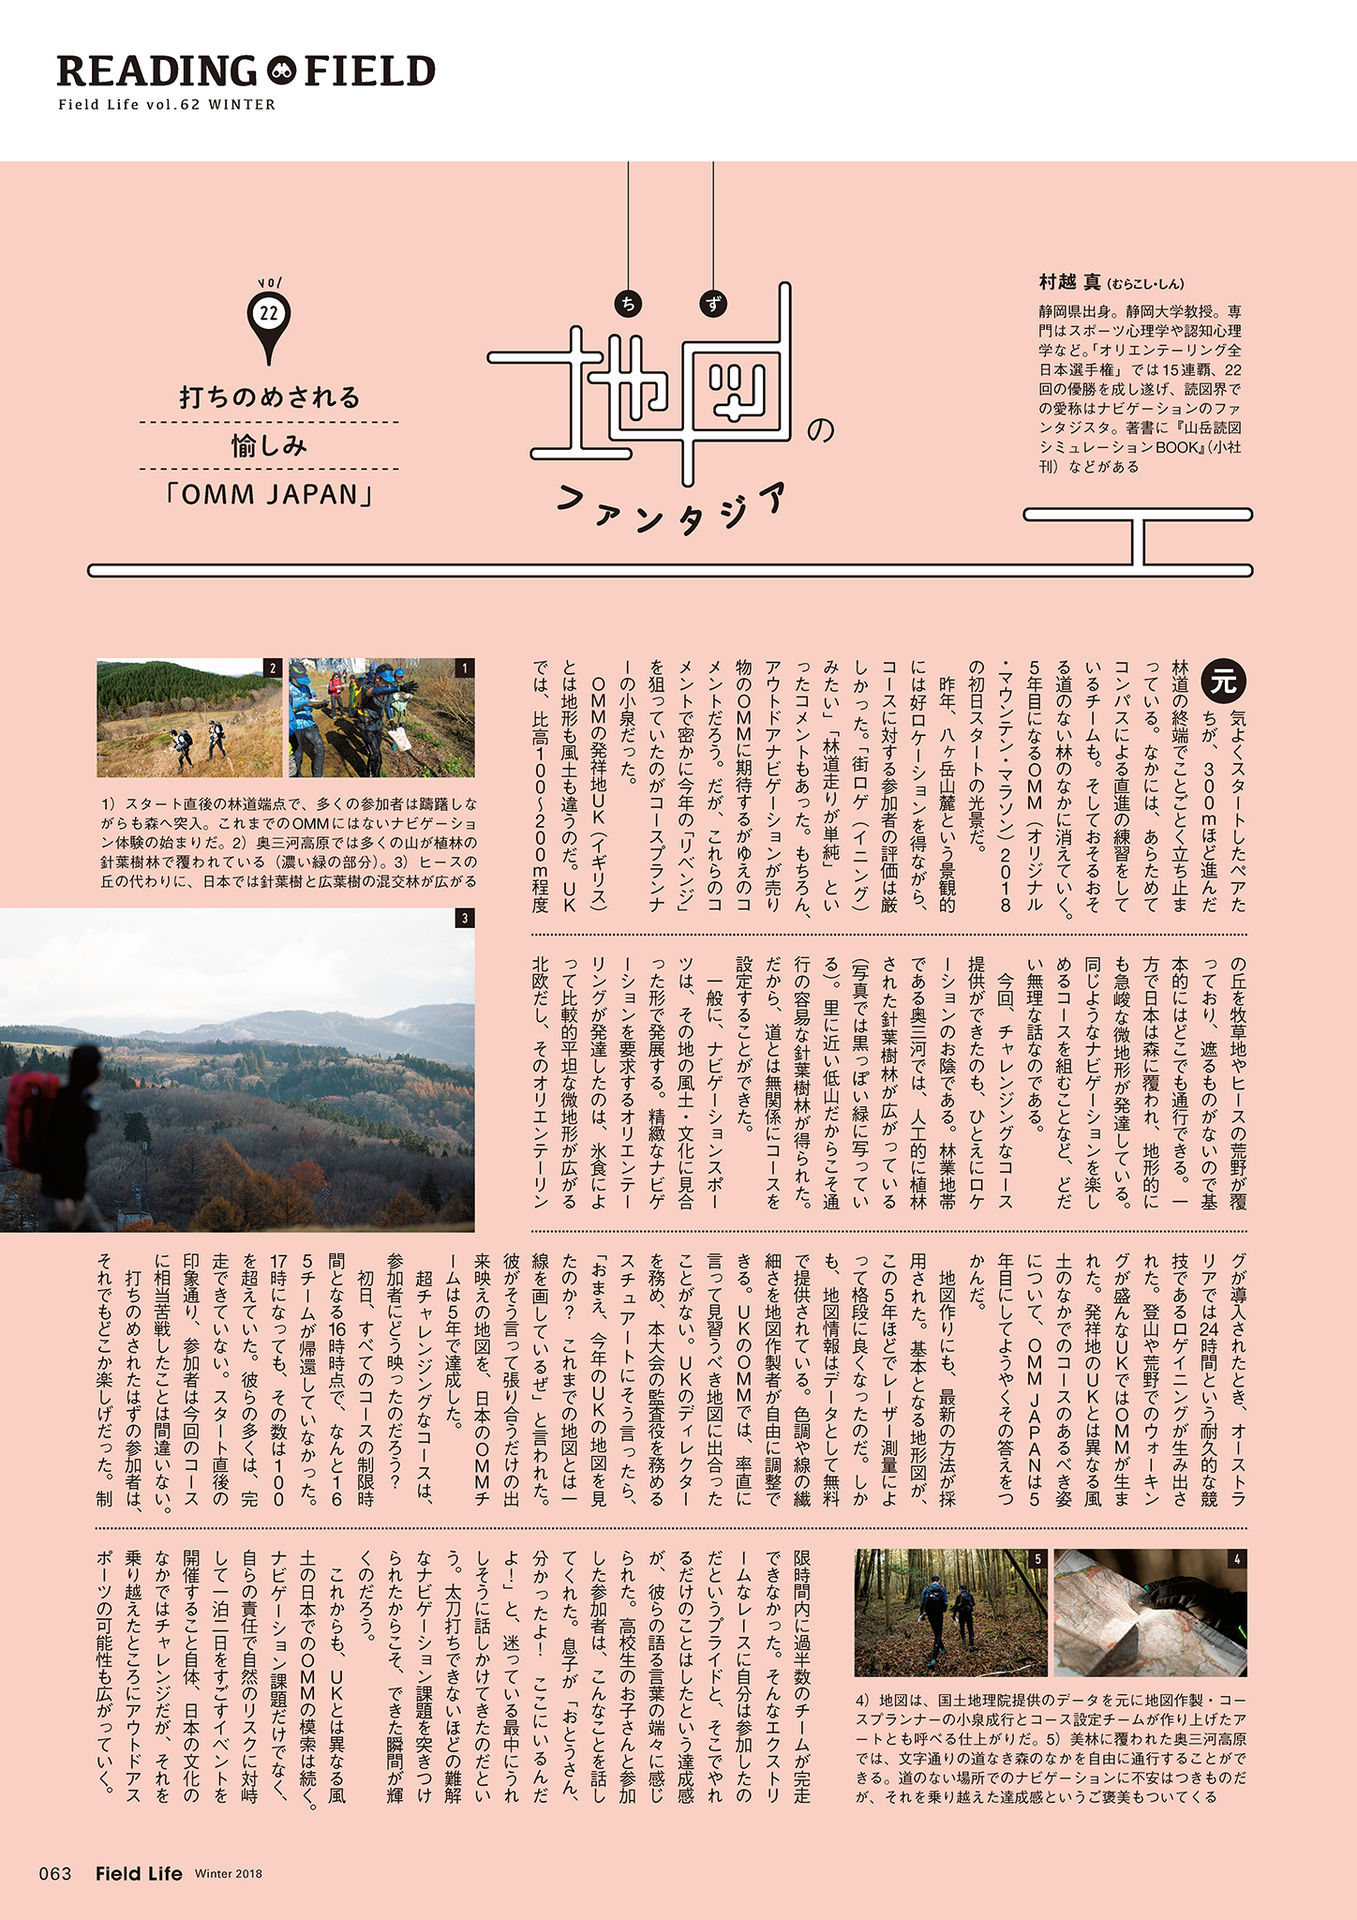 READING FIELD
Field Life vol.62 WINTER
村越 真 (むらこし・しん)
静岡県出身。静岡大学教授。専
門はスポーツ心理学や認知心理
学など。「オリエンテーリング全
日本選手権」では15連覇、22
回の優勝を成し遂げ、読図界で
の愛称はナビゲーションのファ
ンタジスタ。著書に『山岳読図
シミュレーションBOOK』(小社
刊)などがある
ちず
地図の
ファンタジア
vol
22
打ちのめされる
愉しみ
「OMM JAPAN」
元気よくスタートしたペアた
ちが、300mほど進んだ
林道の終端でことごとく立ち止ま
っている。なかには、あらためて
コンパスによる直進の練習をして
いるチームも。そしておそるおそ
る道のない林のなかに消えていく。
5年目になるOMM(オリジナル
・マウンテン・マラソン)2018
の初日スタートの光景だ。
昨年、八ヶ岳山麓という景観的
には好ロケーションを得ながら、
コースに対する参加者の評価は厳
しかった。「街ロゲ(イニング)
みたい」「林道走りが単純」とい
ったコメントもあった。もちろん、
アウトドアナビゲーションが売り
物のOMMに期待するがゆえのコ
メントだろう。だが、これらのコ
メントで密かに今年の「リベンジ」
を狙っていたのがコースプランナ
ーの小泉だった。
OMMの発祥地UK(イギリス)
とは地形も風土も違うのだ。UK
では、比高100〜200m程度
の丘を牧草地やヒースの荒野が覆
っており、遮るものがないので基
本的にはどこでも通行できる。一
方で日本は森に覆われ、地形的に
も急峻な微地形が発達している。
同じようなナビゲーションを楽し
めるコースを組むことなど、どだ
い無理な話なのである。
今回、チャレンジングなコース
提供ができたのも、ひとえにロケ
ーションのお陰である。林業地帯
である奥三河では、人工的に植林
された針葉樹林が広がっている
(写真では黒っぽい緑に写ってい
る)。里に近い低山だからこそ通
行の容易な針葉樹林が得られた。
だから、道とは無関係にコースを
設定することができた。
一般に、ナビゲーションスポー
ツは、その地の風土・文化に見合
った形で発展する。精緻なナビゲ
ーションを要求するオリエンテー
リングが発達したのは、氷食によ
って比較的平坦な微地形が広がる
北欧だし、そのオリエンテーリン
グが導入されたとき、オーストラ
リアでは24時間という耐久的な競
技であるロゲイニングが生み出さ
れた。登山や荒野でのウォーキン
グが盛んなUKではOMMが生ま
れた。発祥地のUKとは異なる風
土のなかでのコースのあるべき姿
について、OMM JAPANは5
年目にしてようやくその答えをつ
かんだ。
地図作りにも、最新の方法が採
用された。基本となる地形図が、
この5年ほどでレーザー測量によ
って格段に良くなったのだ。しか
も、地図情報はデータとして無料
で提供されている。色調や線の繊
細さを地図作製者が自由に調整で
きる。UKのOMMでは、率直に
言って見習うべき地図に出合った
ことがない。UKのディレクター
を務め、本大会の監査役を務める
スチュアートにそう言ったら、
「おまえ、今年のUKの地図を見
たのか? これまでの地図とは一
線を画しているぜ」と言われた。
彼がそう言って張り合うだけの出
来映えの地図を、日本のOMMチ
ームは5年で達成した。
超チャレンジングなコースは、
参加者にどう映ったのだろう?
初日、すべてのコースの制限時
間となる16時時点で、なんと16
5チームが帰還していなかった。
17時になっても、その数は100
を超えていた。彼らの多くは、完
走できていない。スタート直後の
印象通り、参加者は今回のコース
に相当苦戦したことは間違いない。
打ちのめされたはずの参加者は、
それでもどこか楽しげだった。制
限時間内に過半数のチームが完走
できなかった。そんなエクストリ
ームなレースに自分は参加したの
だというプライドと、そこでやれ
るだけのことはしたという達成感
が、彼らの語る言葉の端々に感じ
られた。高校生のお子さんと参加
した参加者は、こんなことを話し
てくれた。息子が「おとうさん、
分かったよ! ここにいるんだ
よ!」と、迷っている最中にうれ
しそうに話しかけてきたのだとい
う。太刀打ちできないほどの難解
なナビゲーション課題を突きつけ
られたからこそ、できた瞬間が輝
くのだろう。
これからも、UKとは異なる風
土の日本でのOMMの模索は続く。
ナビゲーション課題だけでなく、
自らの責任で自然のリスクに対峙
して一泊二日をすごすイベントを
開催すること自体、日本の文化の
なかではチャレンジだが、それを
乗り越えたところにアウトドアス
ポーツの可能性も広がっていく。
1
2
1)スタート直後の林道端点で、多くの参加者は躊躇しな
がらも森へ突入。これまでのOMMにはないナビゲーショ
ン体験の始まりだ。2)奥三河高原では多くの山が植林の
針葉樹林で覆われている(濃い緑の部分)。3)ヒースの
丘の代わりに、日本では針葉樹と広葉樹の混交林が広がる
3
4
5
4)地図は、国土地理院提供のデータを元に地図作製・コー
スプランナーの小泉成行とコース設定チームが作り上げたア
ートとも呼べる仕上がりだ。5)美林に覆われた奥三河高原
では、文字通りの道なき森のなかを自由に通行することがで
きる。道のない場所でのナビゲーションに不安はつきものだ
が、それを乗り越えた達成感というご褒美もついてくる
063 Field Life Winter 2018